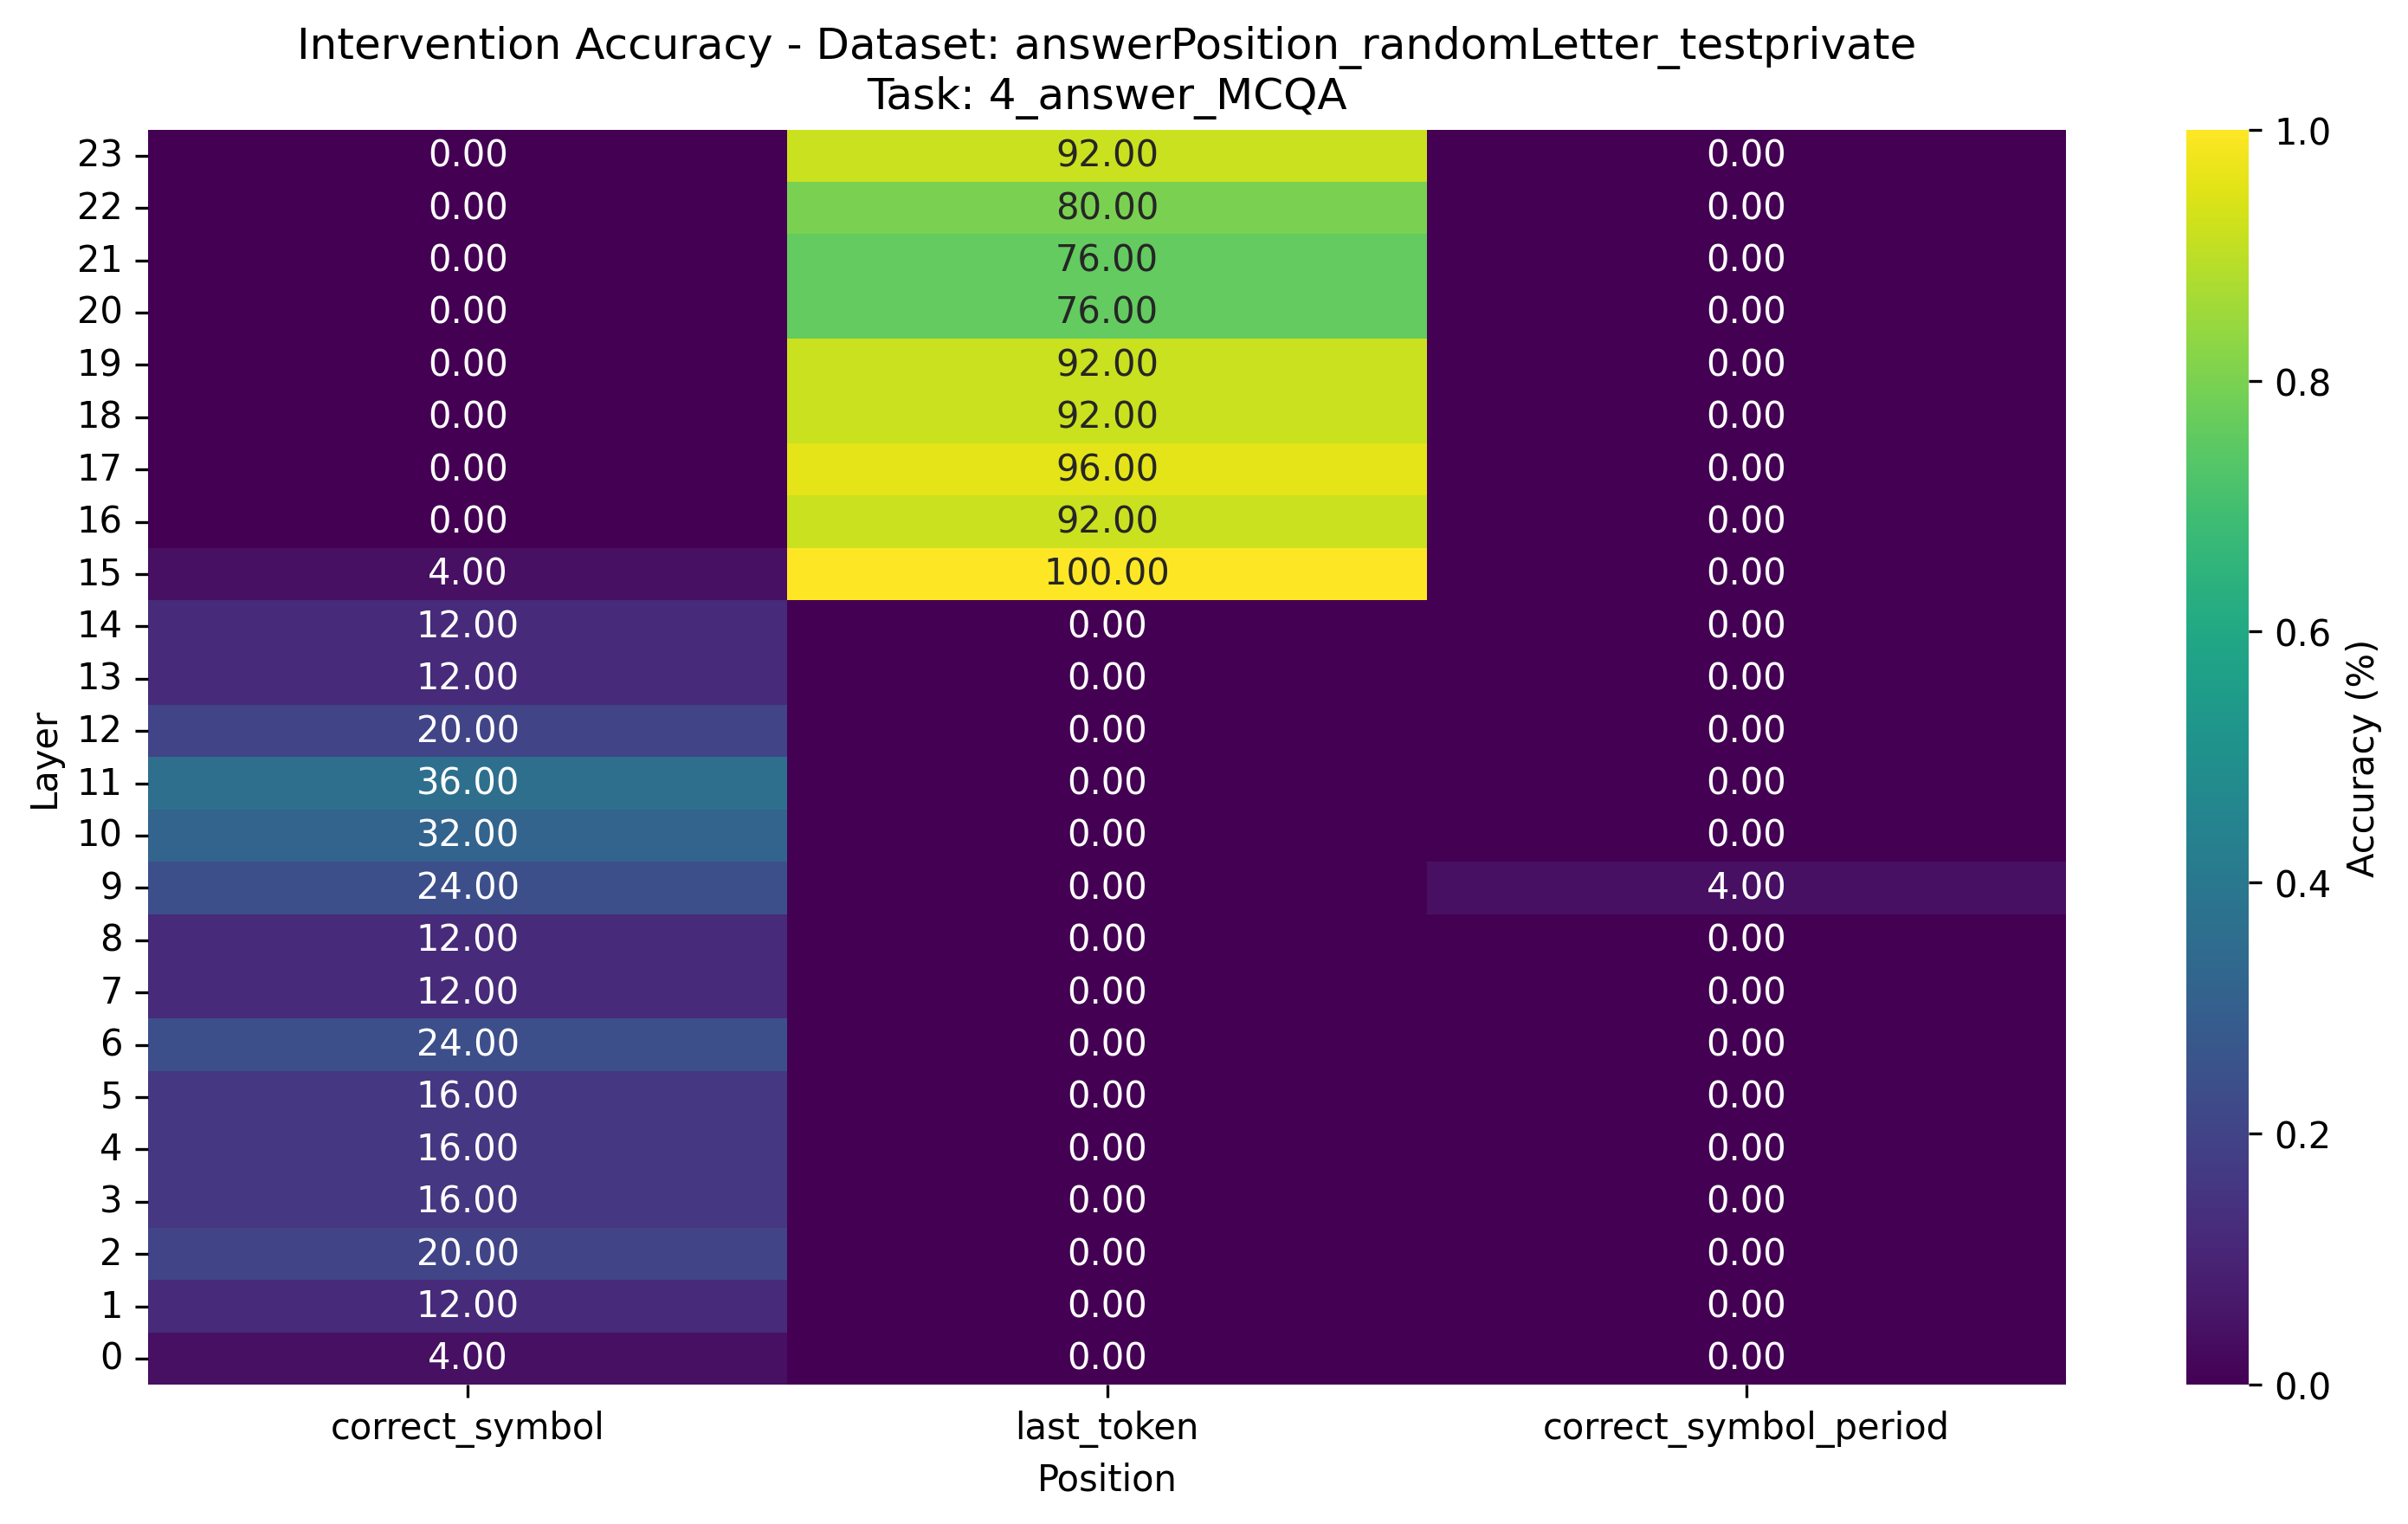 Intervention Accuracy - Dataset: answerPosition_randomLetter_testprivate
Task: 4_answer_MCQA
23 0.00 92.00 0.00 1.0
22 0.00 80.00 0.00
21 0.00 76.00 0.00
20 0.00 76.00 0.00
19 0.00 92.00 0.00 0.8
18 0.00 92.00 0.00
17 0.00 96.00 0.00
16 0.00 92.00 0.00
15 4.00 100.00 0.00
14 12.00 0.00 0.00 0.6
13 12.00 0.00 0.00
12 20.00 0.00 0.00
11 36.00 0.00 0.00
10 32.00 0.00 0.00
9 24.00 0.00 4.00 0.4
8 12.00 0.00 0.00
7 12.00 0.00 0.00
6 24.00 0.00 0.00
5 16.00 0.00 0.00
4 16.00 0.00 0.00 0.2
3 16.00 0.00 0.00
2 20.00 0.00 0.00
1 12.00 0.00 0.00
0 4.00 0.00 0.00 0.0
Layer
Accuracy (%)
correct_symbol last_token correct_symbol_period
Position